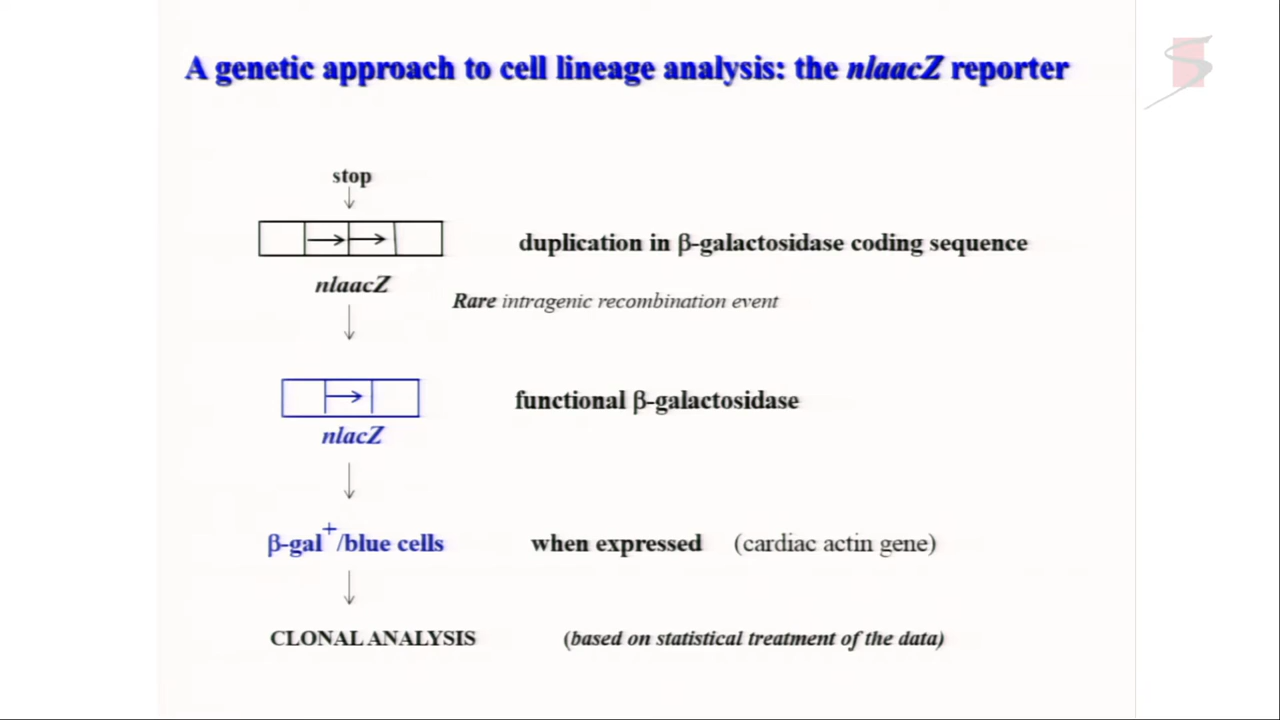 A genetic approach to cell lineage analysis: the nlaacZ reporter
stop
duplication in β-galactosidase coding sequence
nlaacZ
Rare intragenic recombination event
functional β-galactosidase
nlacZ
β-gal+/blue cells when expressed (cardiac actin gene)
CLONAL ANALYSIS (based on statistical treatment of the data)